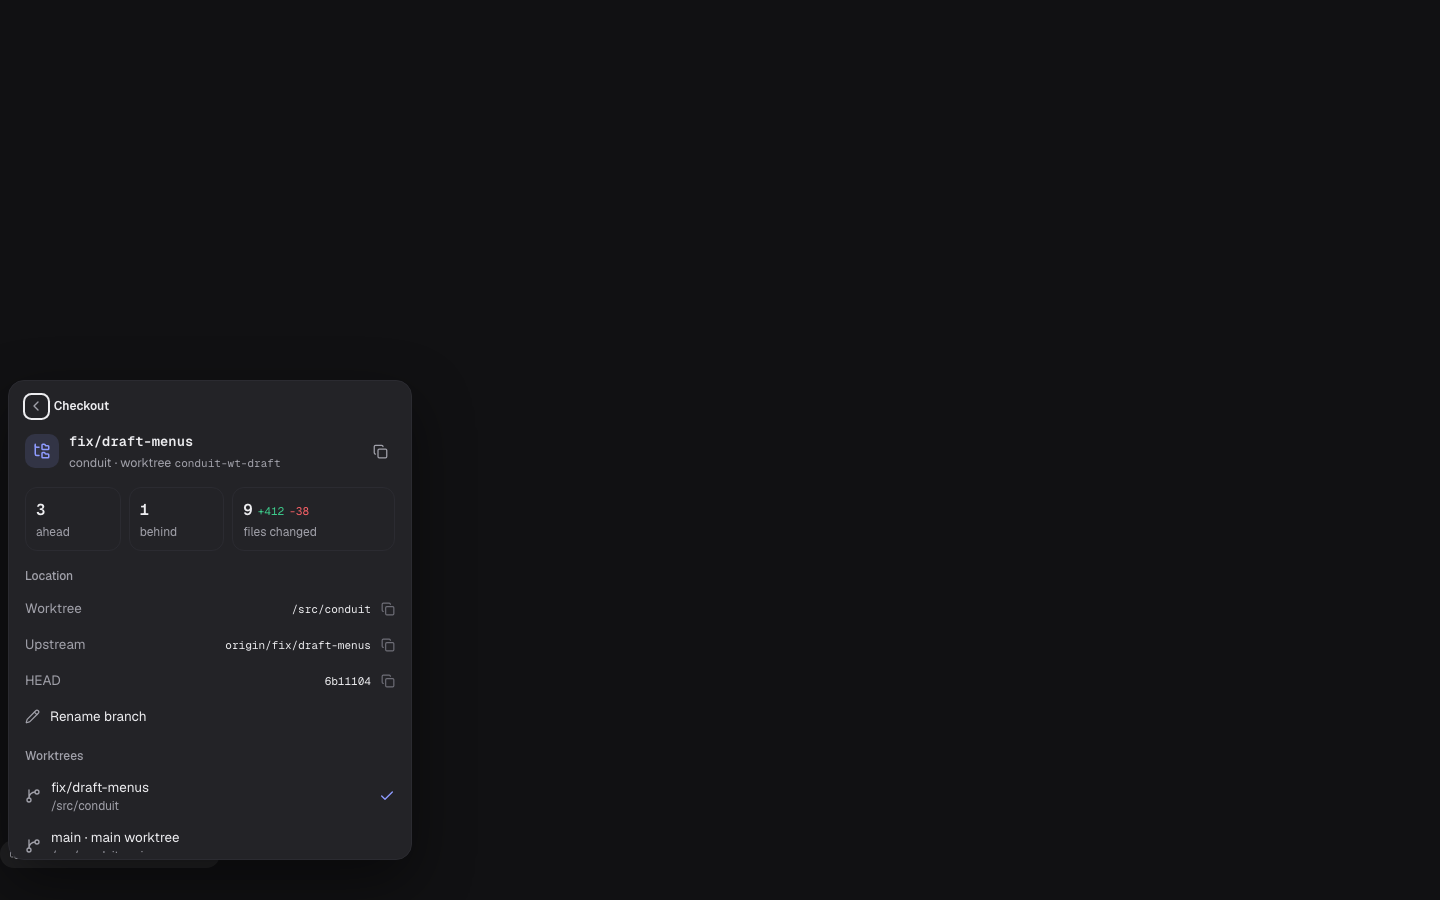 Checkout
fix/draft-menus
conduit · worktree conduit-wt-draft
3
ahead
1
behind
9 +412 -38
files changed
Location
Worktree /src/conduit
Upstream origin/fix/draft-menus
HEAD 6b11104
Rename branch
Worktrees
fix/draft-menus
/src/conduit
main · main worktree